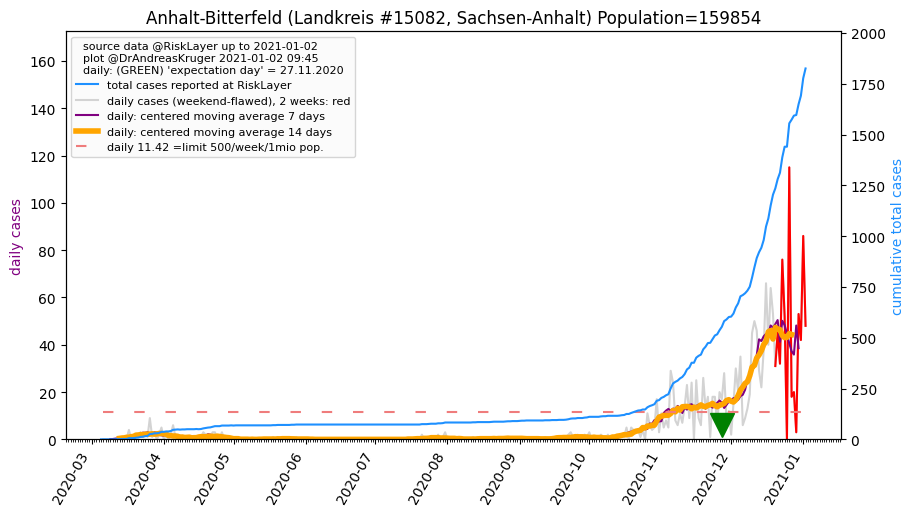 Anhalt-Bitterfeld (Landkreis #15082, Sachsen-Anhalt) Population=159854
source data @RiskLayer up to 2021-01-02
plot @DrAndreasKruger 2021-01-02 09:45
daily: (GREEN) 'expectation day' = 27.11.2020
total cases reported at RiskLayer
daily cases (weekend-flawed), 2 weeks: red
daily: centered moving average 7 days
daily: centered moving average 14 days
daily 11.42 =limit 500/week/1mio pop.
daily cases
160
140
120
100
80
60
40
20
0
cumulative total cases
2000
1750
1500
1250
1000
750
500
250
0
2020-03
2020-04
2020-05
2020-06
2020-07
2020-08
2020-09
2020-10
2020-11
2020-12
2021-01